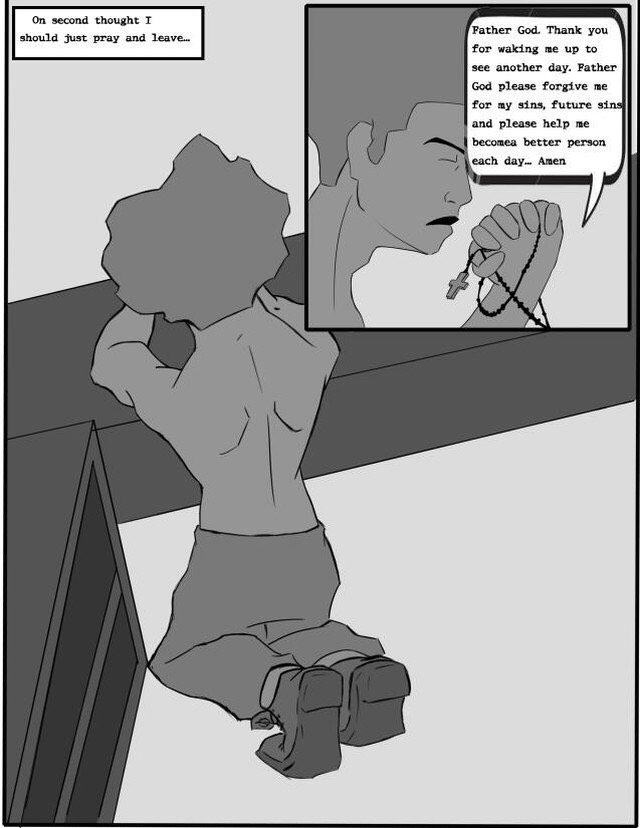 On second thought I
should just pray and leave…
Father God. Thank you
for waking me up to
see another day. Father
God please forgive me
for my sins, future sins
and please help me
becomea better person
each day… Amen